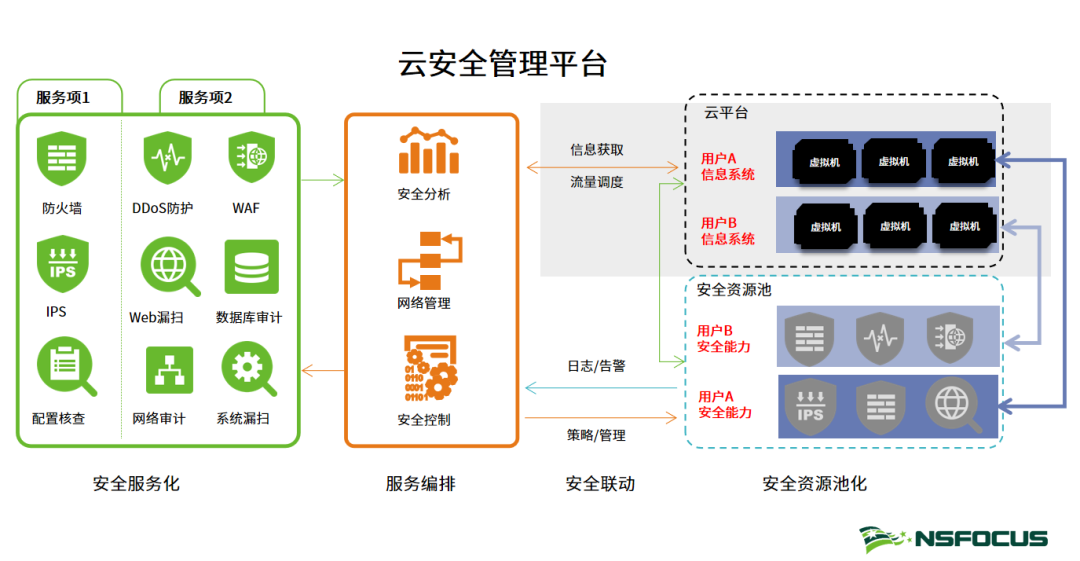 云安全管理平台
服务项1
服务项2
防火墙
DDoS防护
WAF
IPS
IPS
Web漏扫
数据库审计
配置核查
网络审计
系统漏扫
安全服务化
安全分析
网络管理
01
0110
0001
01101
安全控制
服务编排
信息获取
流量调度
日志/告警
策略/管理
安全联动
云平台
用户A
信息系统
虚拟机
虚拟机
虚拟机
用户B
信息系统
虚拟机
虚拟机
虚拟机
安全资源池
用户B
安全能力
用户A
安全能力
IPS
安全资源池化
NSFOCUS